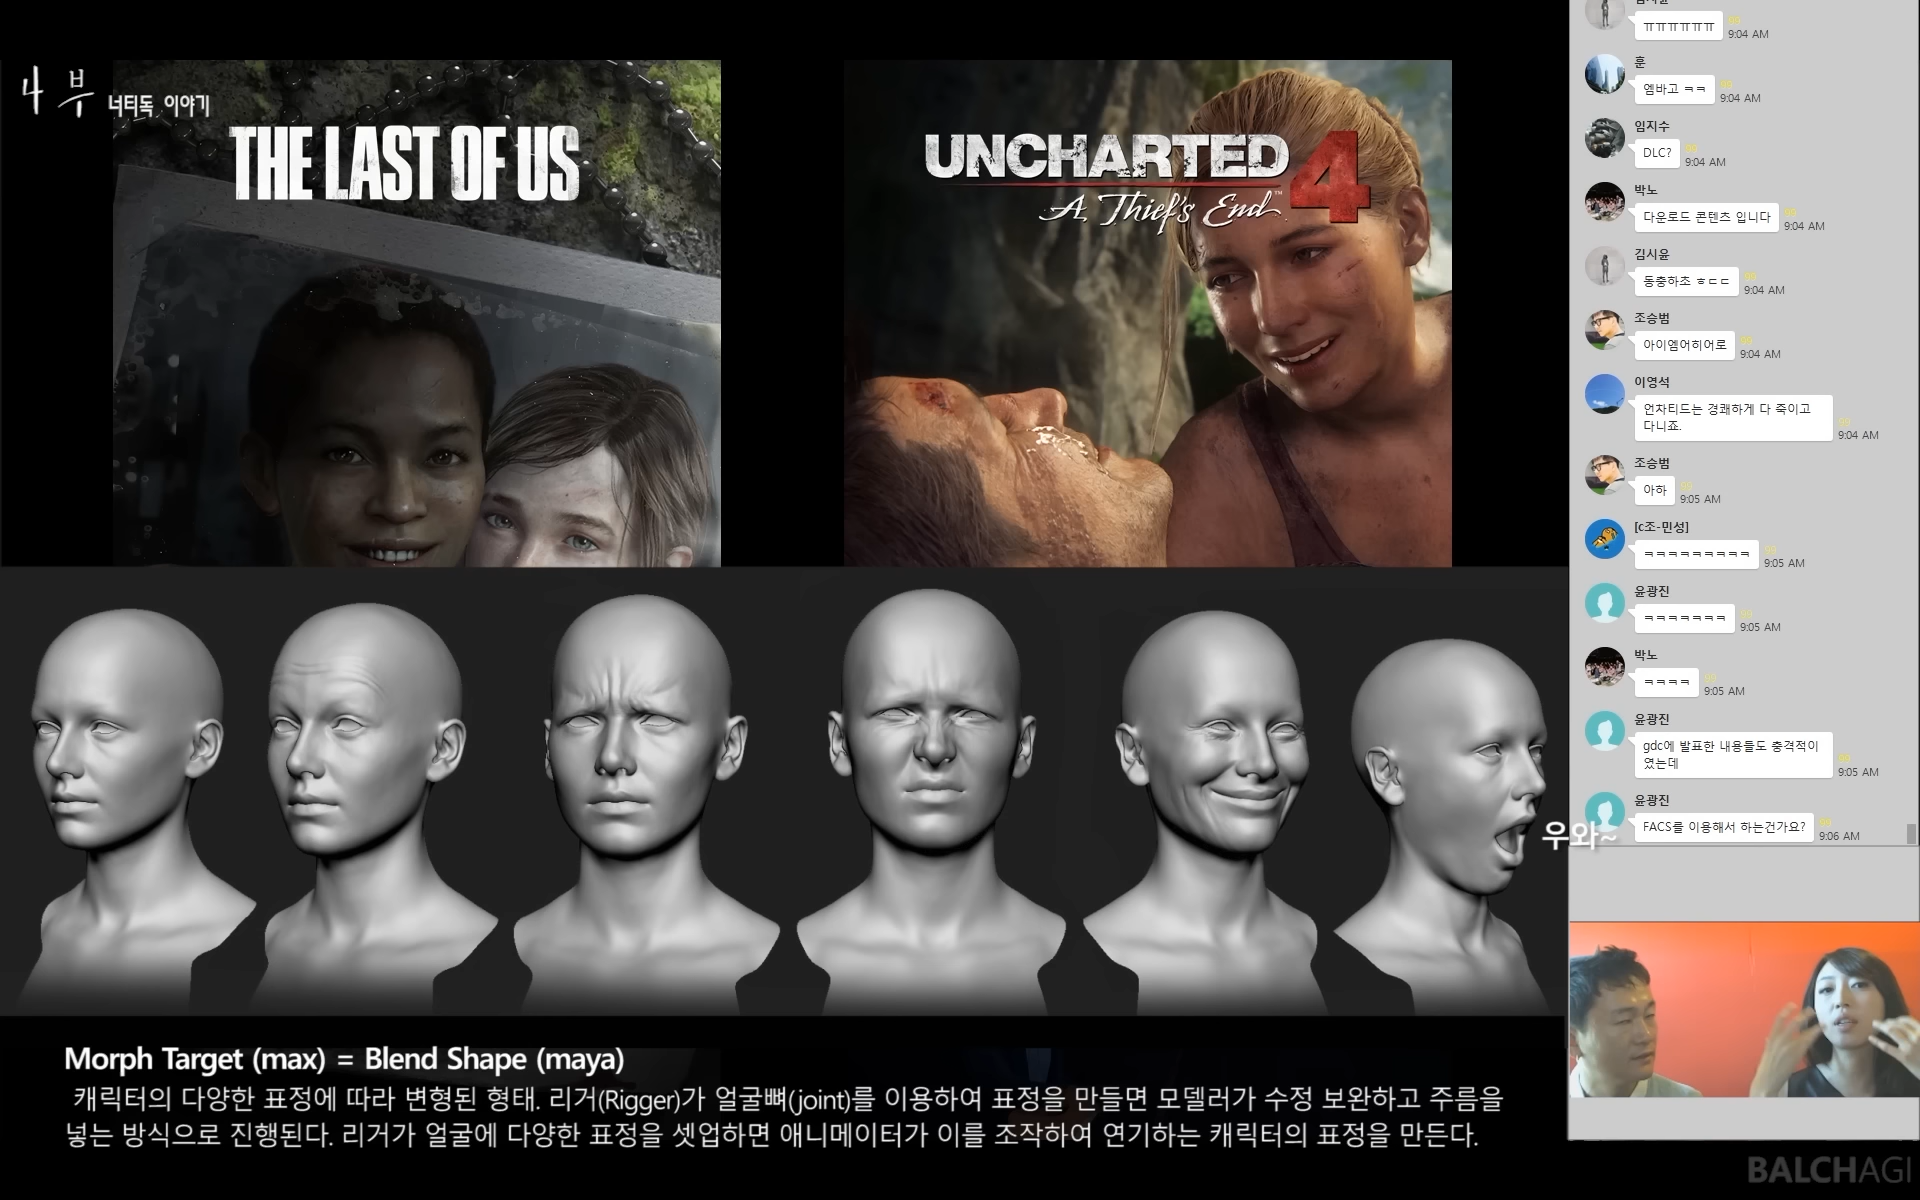 4부 너티독 이야기
THE LAST OF US
UNCHARTED 4
A Thief's End™
Morph Target (max) = Blend Shape (maya)
캐릭터의 다양한 표정에 따라 변형된 형태. 리거(Rigger)가 얼굴뼈(joint)를 이용하여 표정을 만들면 모델러가 수정 보완하고 주름을
넣는 방식으로 진행된다. 리거가 얼굴에 다양한 표정을 셋업하면 애니메이터가 이를 조작하여 연기하는 캐릭터의 표정을 만든다.
ㅠㅠㅠㅠㅠㅠ
9:04 AM
훈
엠바고 ㅋㅋ
9:04 AM
임지수
DLC?
9:04 AM
박노
다운로드 콘텐츠 입니다
9:04 AM
김시윤
동충하초 ㅎㄷㄷ
9:04 AM
조승범
아이엠어히어로
9:04 AM
이영석
언차티드는 경쾌하게 다 죽이고
다니죠.
9:04 AM
조승범
아하
9:05 AM
[c조-민성]
ㅋㅋㅋㅋㅋㅋㅋㅋㅋ
9:05 AM
윤광진
ㅋㅋㅋㅋㅋㅋㅋ
9:05 AM
박노
ㅋㅋㅋㅋ
9:05 AM
윤광진
gdc에 발표한 내용들도 충격적이
였는데
9:05 AM
윤광진
FACS를 이용해서 하는건가요?
9:06 AM
우와~
BALCHAGI